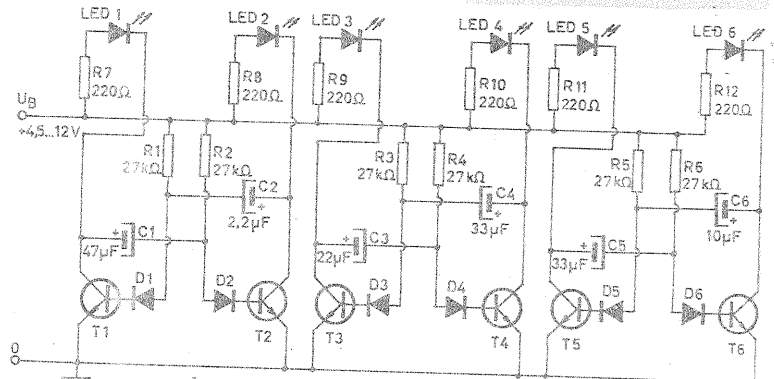 LED 1
LED 2
LED 3
LED 4
LED 5
LED 6
R7
220Ω
R8
220Ω
R9
220Ω
R10
220Ω
R11
220Ω
R12
220Ω
UB
+4,5...12V
R1
27kΩ
R2
27kΩ
R3
27kΩ
R4
27kΩ
R5
27kΩ
R6
27kΩ
C2
+
2,2µF
C4
+
33µF
C6
+
10µF
+
C1
47µF
+
C3
22µF
+
C5
33µF
D1
D2
D3
D4
D5
D6
T1
T2
T3
T4
T5
T6
0